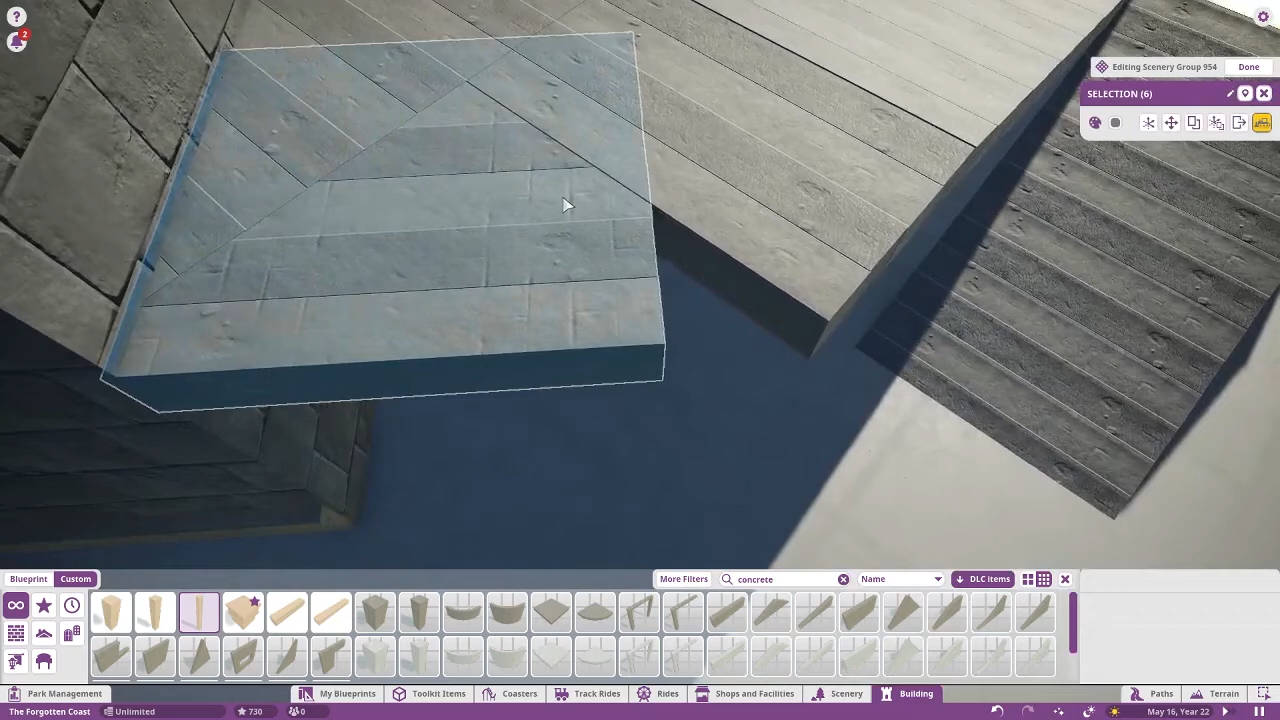 2
Editing Scenery Group 954
Done
SELECTION (6)
Blueprint
Custom
More Filters
concrete
Name
DLC items
Park Management
My Blueprints
Toolkit Items
Coasters
Track Rides
Rides
Shops and Facilities
Scenery
Building
Paths
Terrain
The Forgotten Coast
Unlimited
730
0
May 16, Year 22